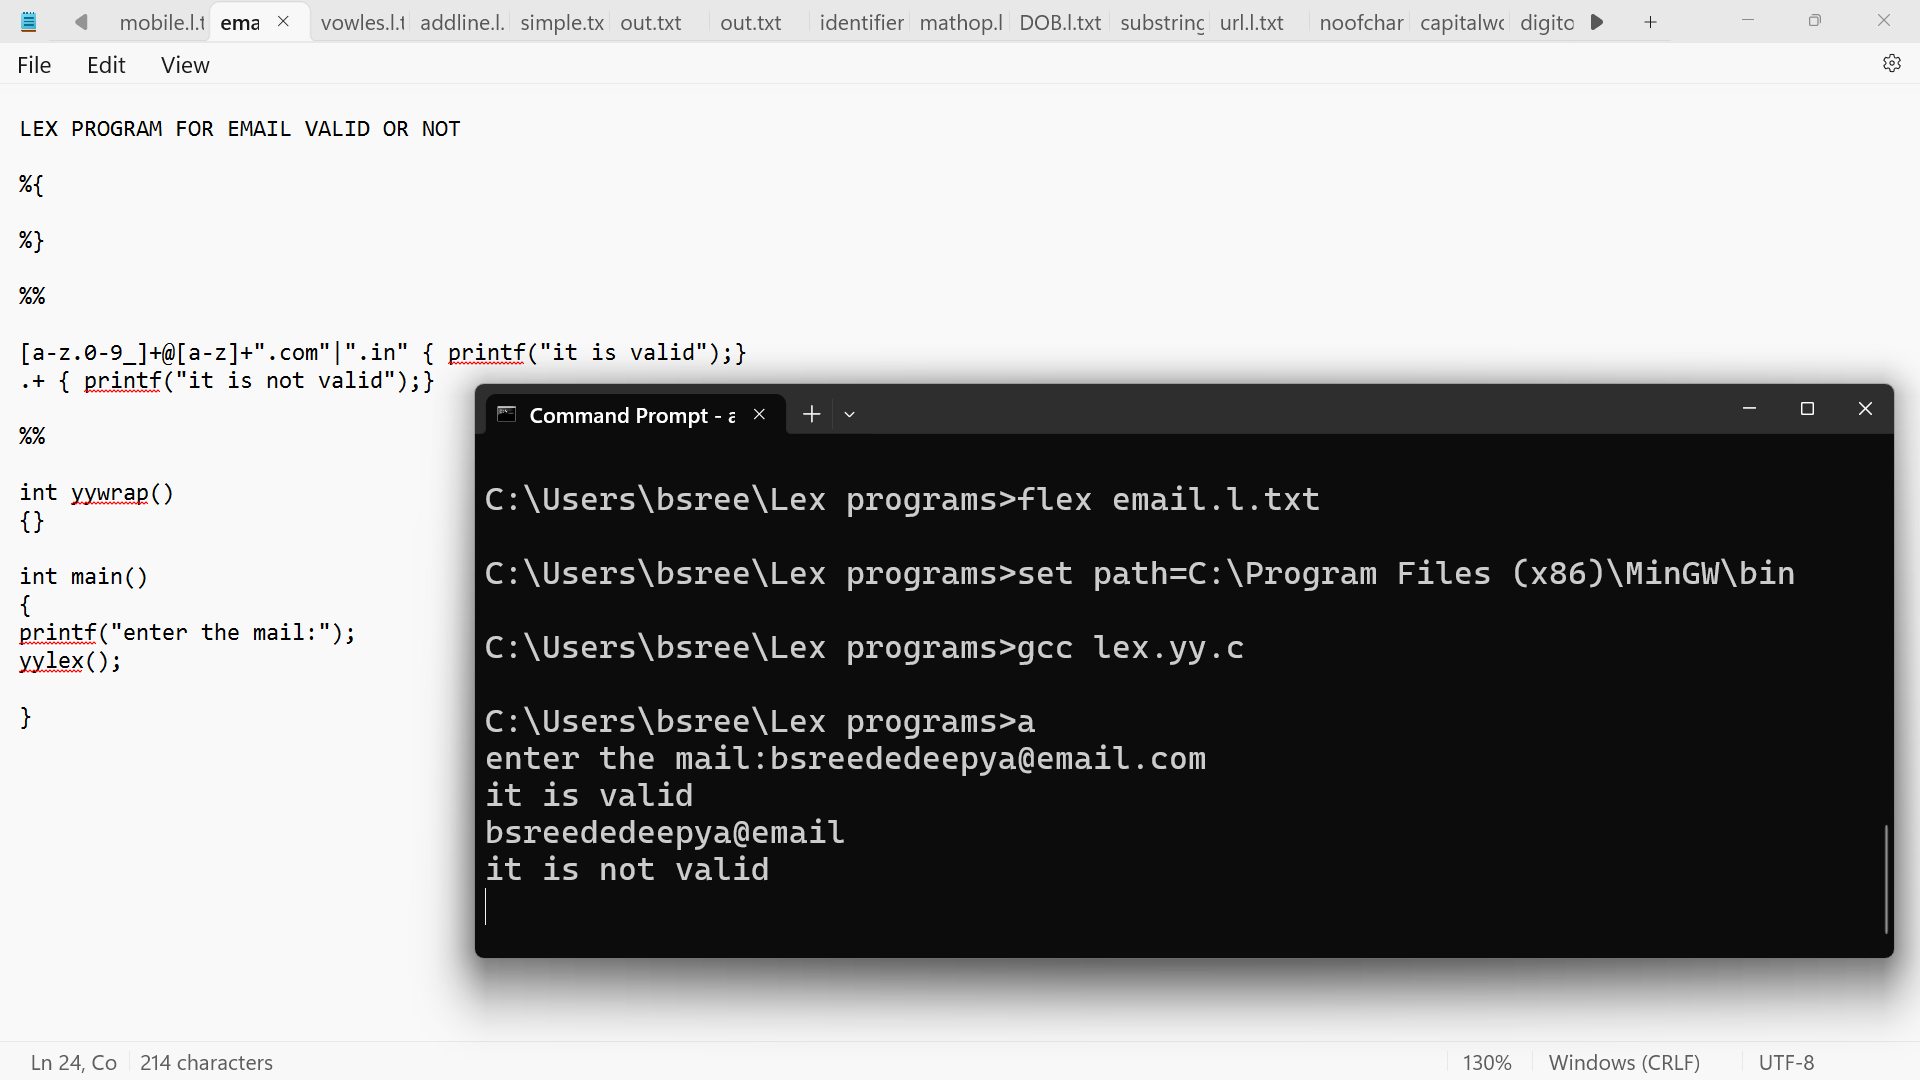 mobile.l.t ema vowles.l.t addline.l. simple.tx out.txt out.txt identifier mathop.l DOB.l.txt substring url.l.txt noofchar capitalwo digito
File Edit View
LEX PROGRAM FOR EMAIL VALID OR NOT
%{
%}
%%
[a-z.0-9_]+@[a-z]+".com"|".in" { printf("it is valid");}
.+ { printf("it is not valid");}
%%
int yywrap()
{}
int main()
{
printf("enter the mail:");
yylex();
}
Command Prompt - a
C:\Users\bsree\Lex programs>flex email.l.txt
C:\Users\bsree\Lex programs>set path=C:\Program Files (x86)\MinGW\bin
C:\Users\bsree\Lex programs>gcc lex.yy.c
C:\Users\bsree\Lex programs>a
enter the mail:bsreededeepya@email.com
it is valid
bsreededeepya@email
it is not valid
Ln 24, Co 214 characters 130% Windows (CRLF) UTF-8